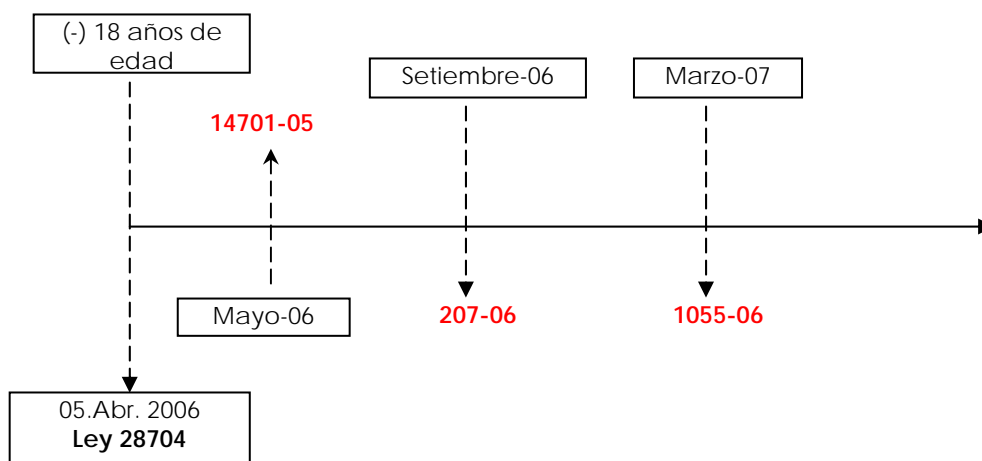 (-) 18 años de
edad
Setiembre-06
Marzo-07
14701-05
Mayo-06
207-06
1055-06
05.Abr. 2006
Ley 28704